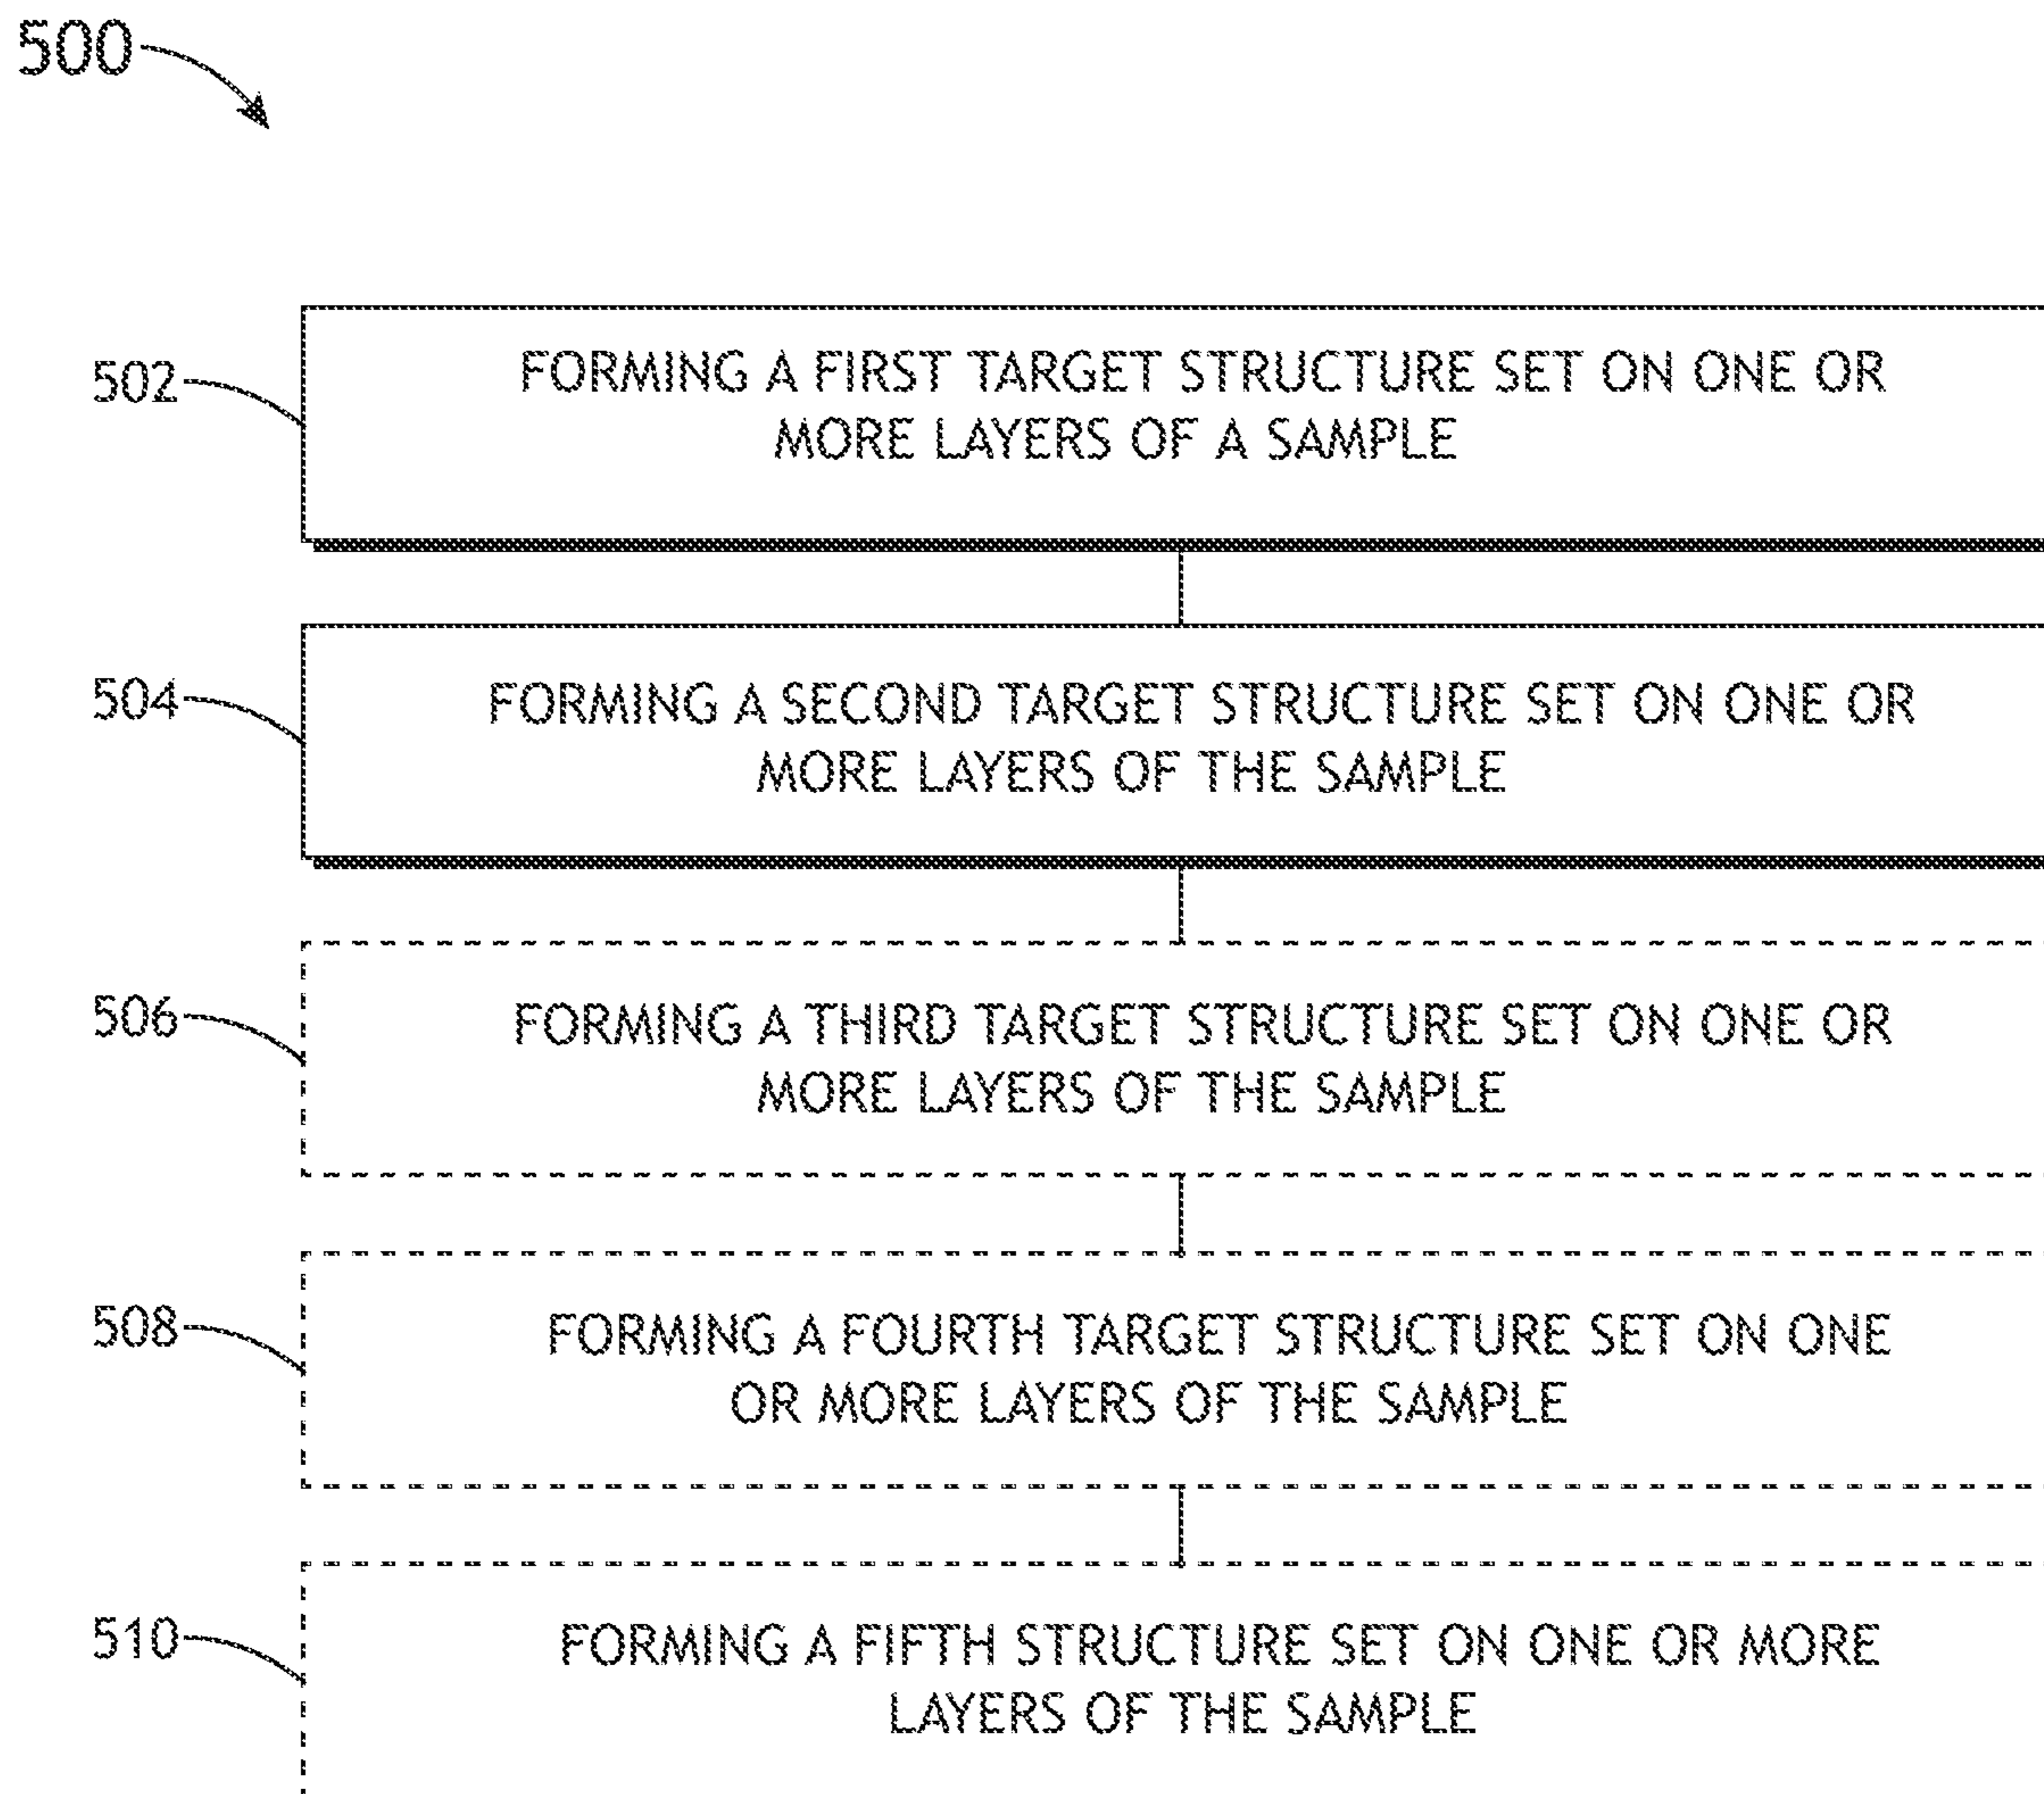 500
502
FORMING A FIRST TARGET STRUCTURE SET ON ONE OR
MORE LAYERS OF A SAMPLE
504
FORMING A SECOND TARGET STRUCTURE SET ON ONE OR
MORE LAYERS OF THE SAMPLE
506
FORMING A THIRD TARGET STRUCTURE SET ON ONE OR
MORE LAYERS OF THE SAMPLE
508
FORMING A FOURTH TARGET STRUCTURE SET ON ONE
OR MORE LAYERS OF THE SAMPLE
510
FORMING A FIFTH STRUCTURE SET ON ONE OR MORE
LAYERS OF THE SAMPLE